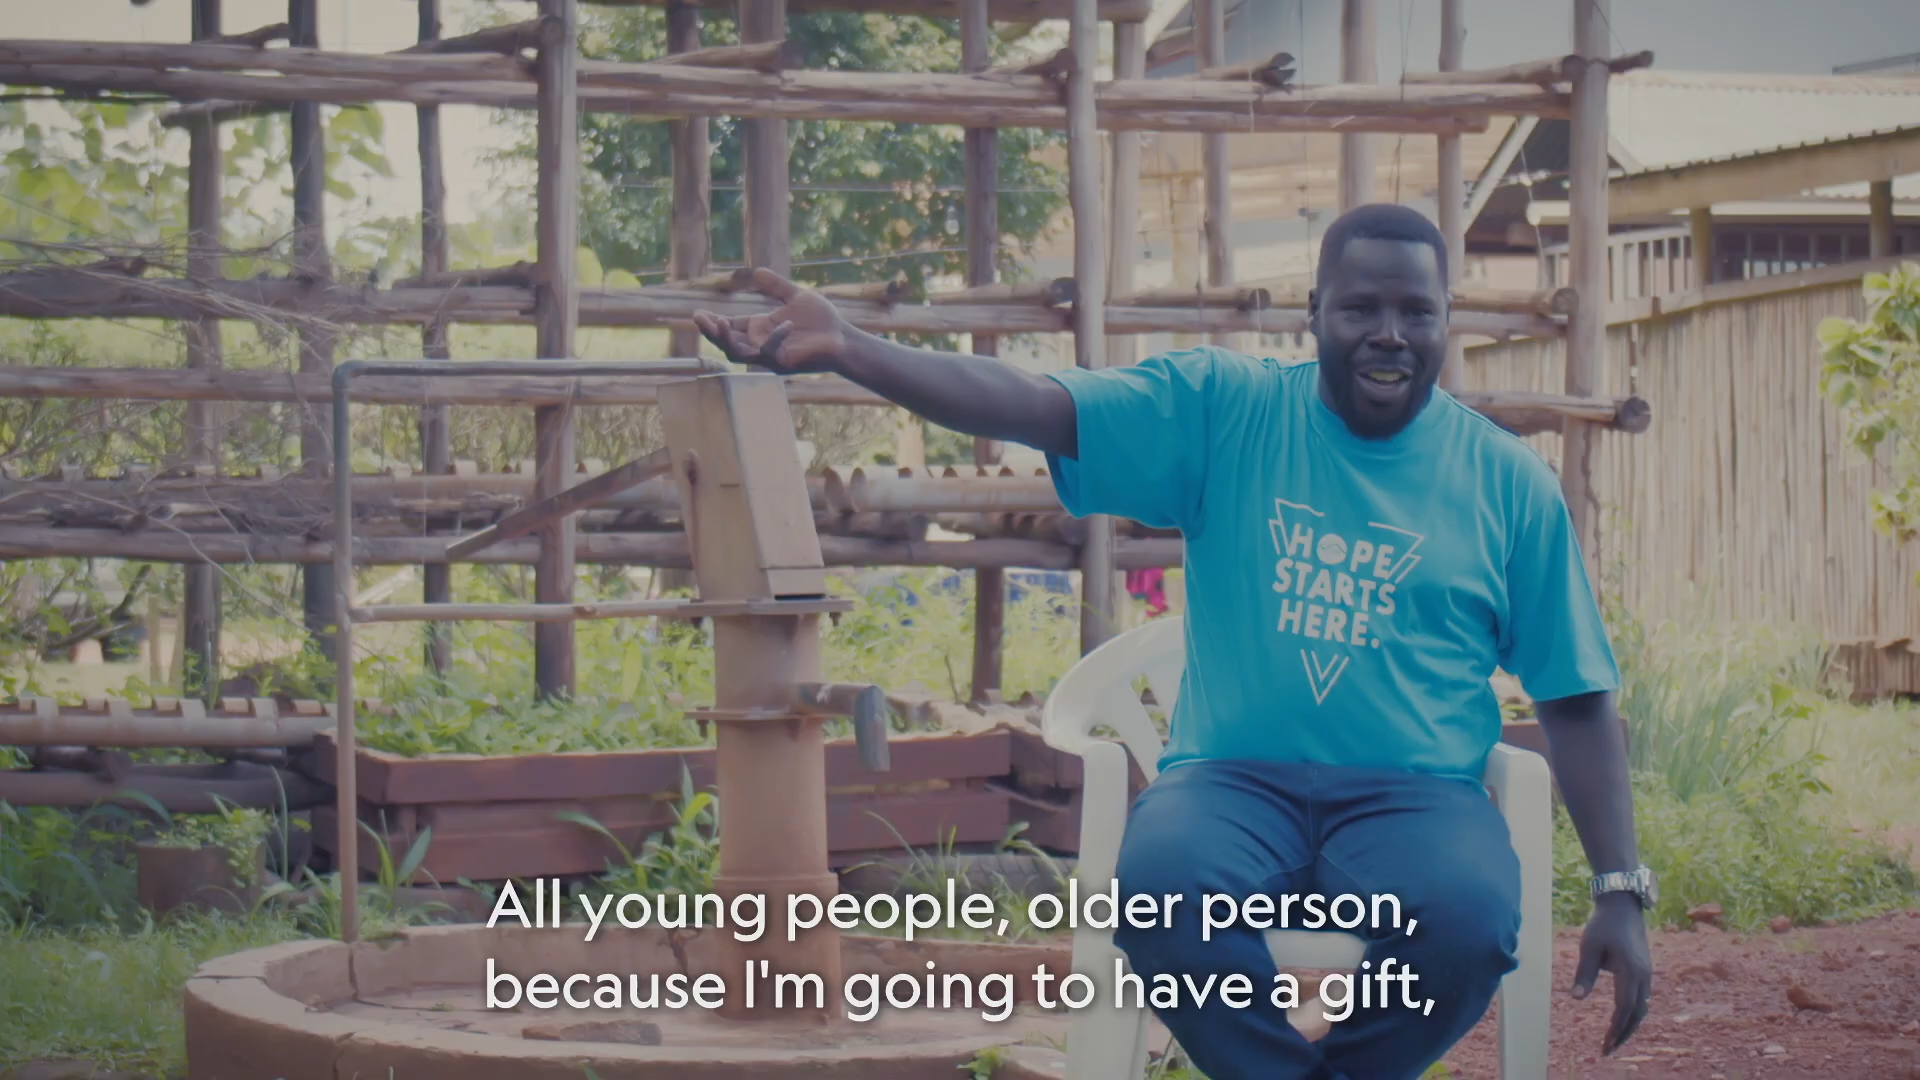 HOPE
STARTS
HERE.
All young people, older person,
because I'm going to have a gift,